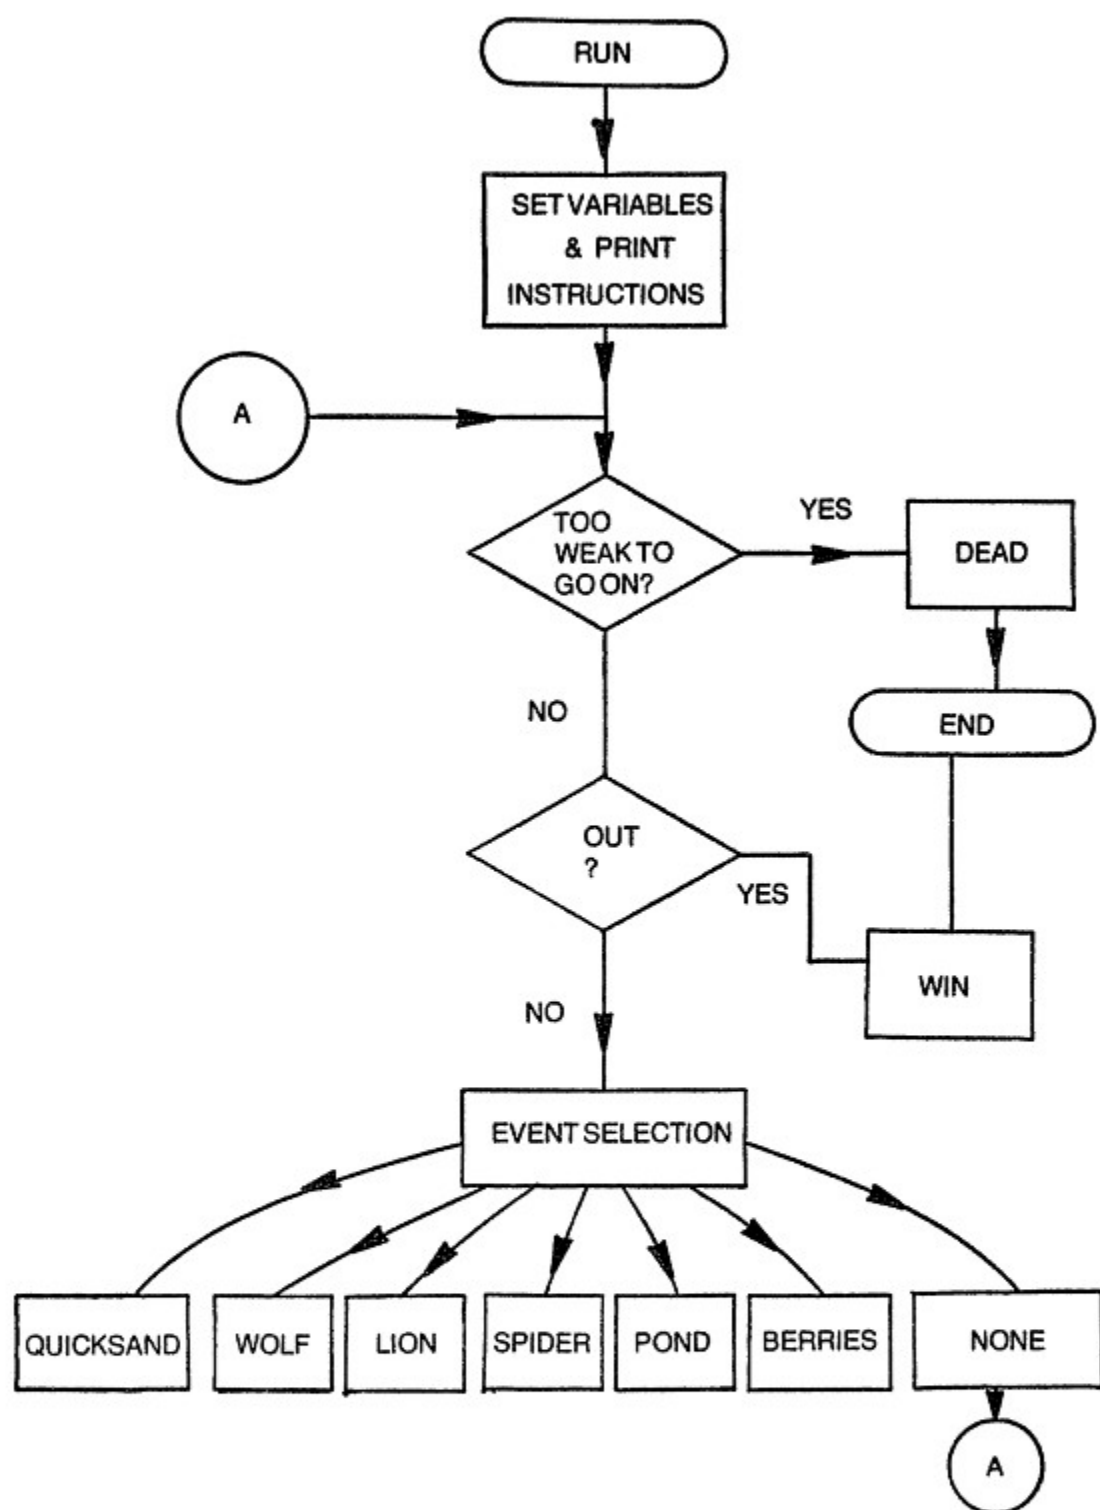 RUN
SET VARIABLES
& PRINT
INSTRUCTIONS
A
TOO
WEAK TO
GO ON?
YES
DEAD
NO
END
OUT
?
YES
WIN
NO
EVENT SELECTION
QUICKSAND
WOLF
LION
SPIDER
POND
BERRIES
NONE
A